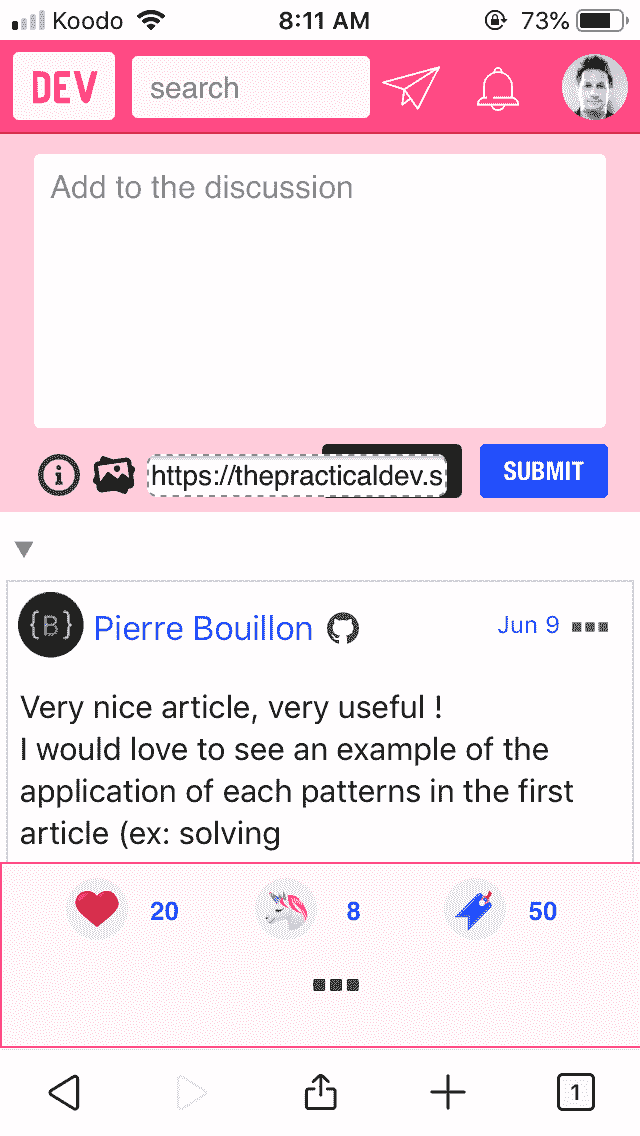 Koodo 8:11 AM 73%
DEV search
Add to the discussion
https://thepracticaldev.s
SUBMIT
{B} Pierre Bouillon Jun 9
Very nice article, very useful !
I would love to see an example of the
application of each patterns in the first
article (ex: solving
20 8 50
1